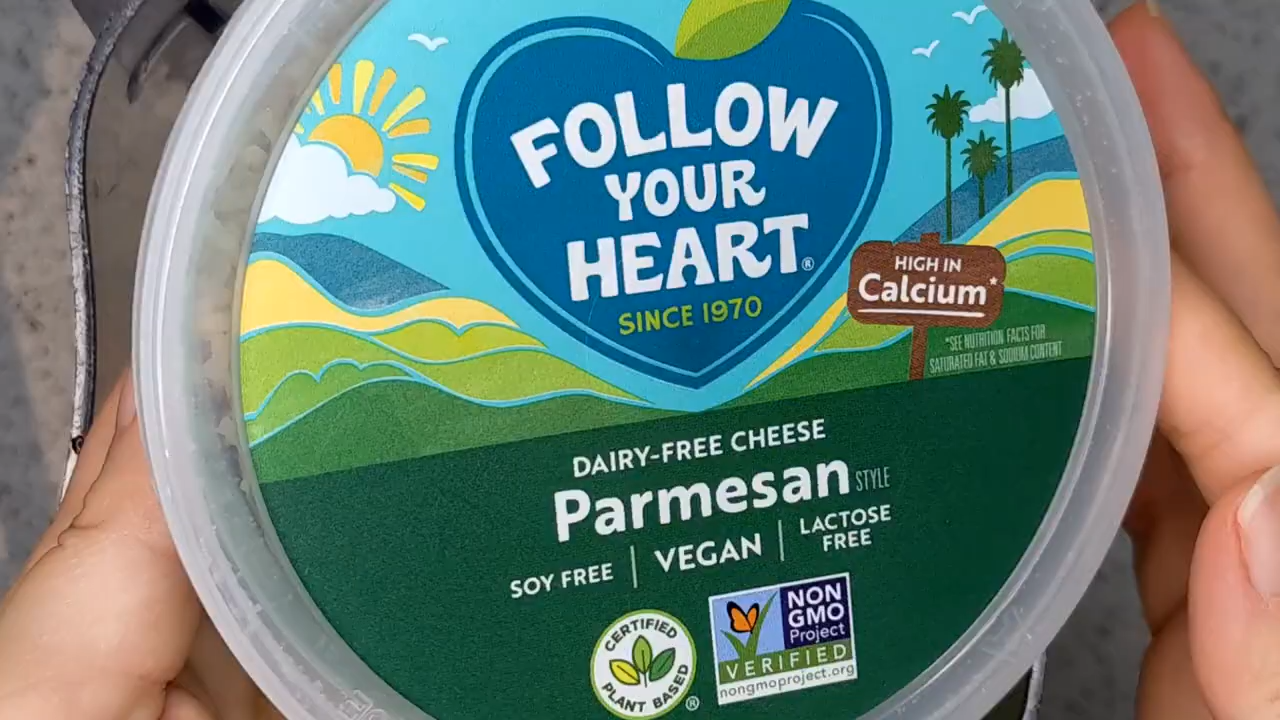 FOLLOW
YOUR
HEART®
SINCE 1970
HIGH IN
Calcium*
*SEE NUTRITION FACTS FOR
SATURATED FAT & SODIUM CONTENT
DAIRY-FREE CHEESE
Parmesan STYLE
SOY FREE | VEGAN | LACTOSE FREE
CERTIFIED
PLANT BASED
®
NON
GMO
Project
VERIFIED
nongmoproject.org